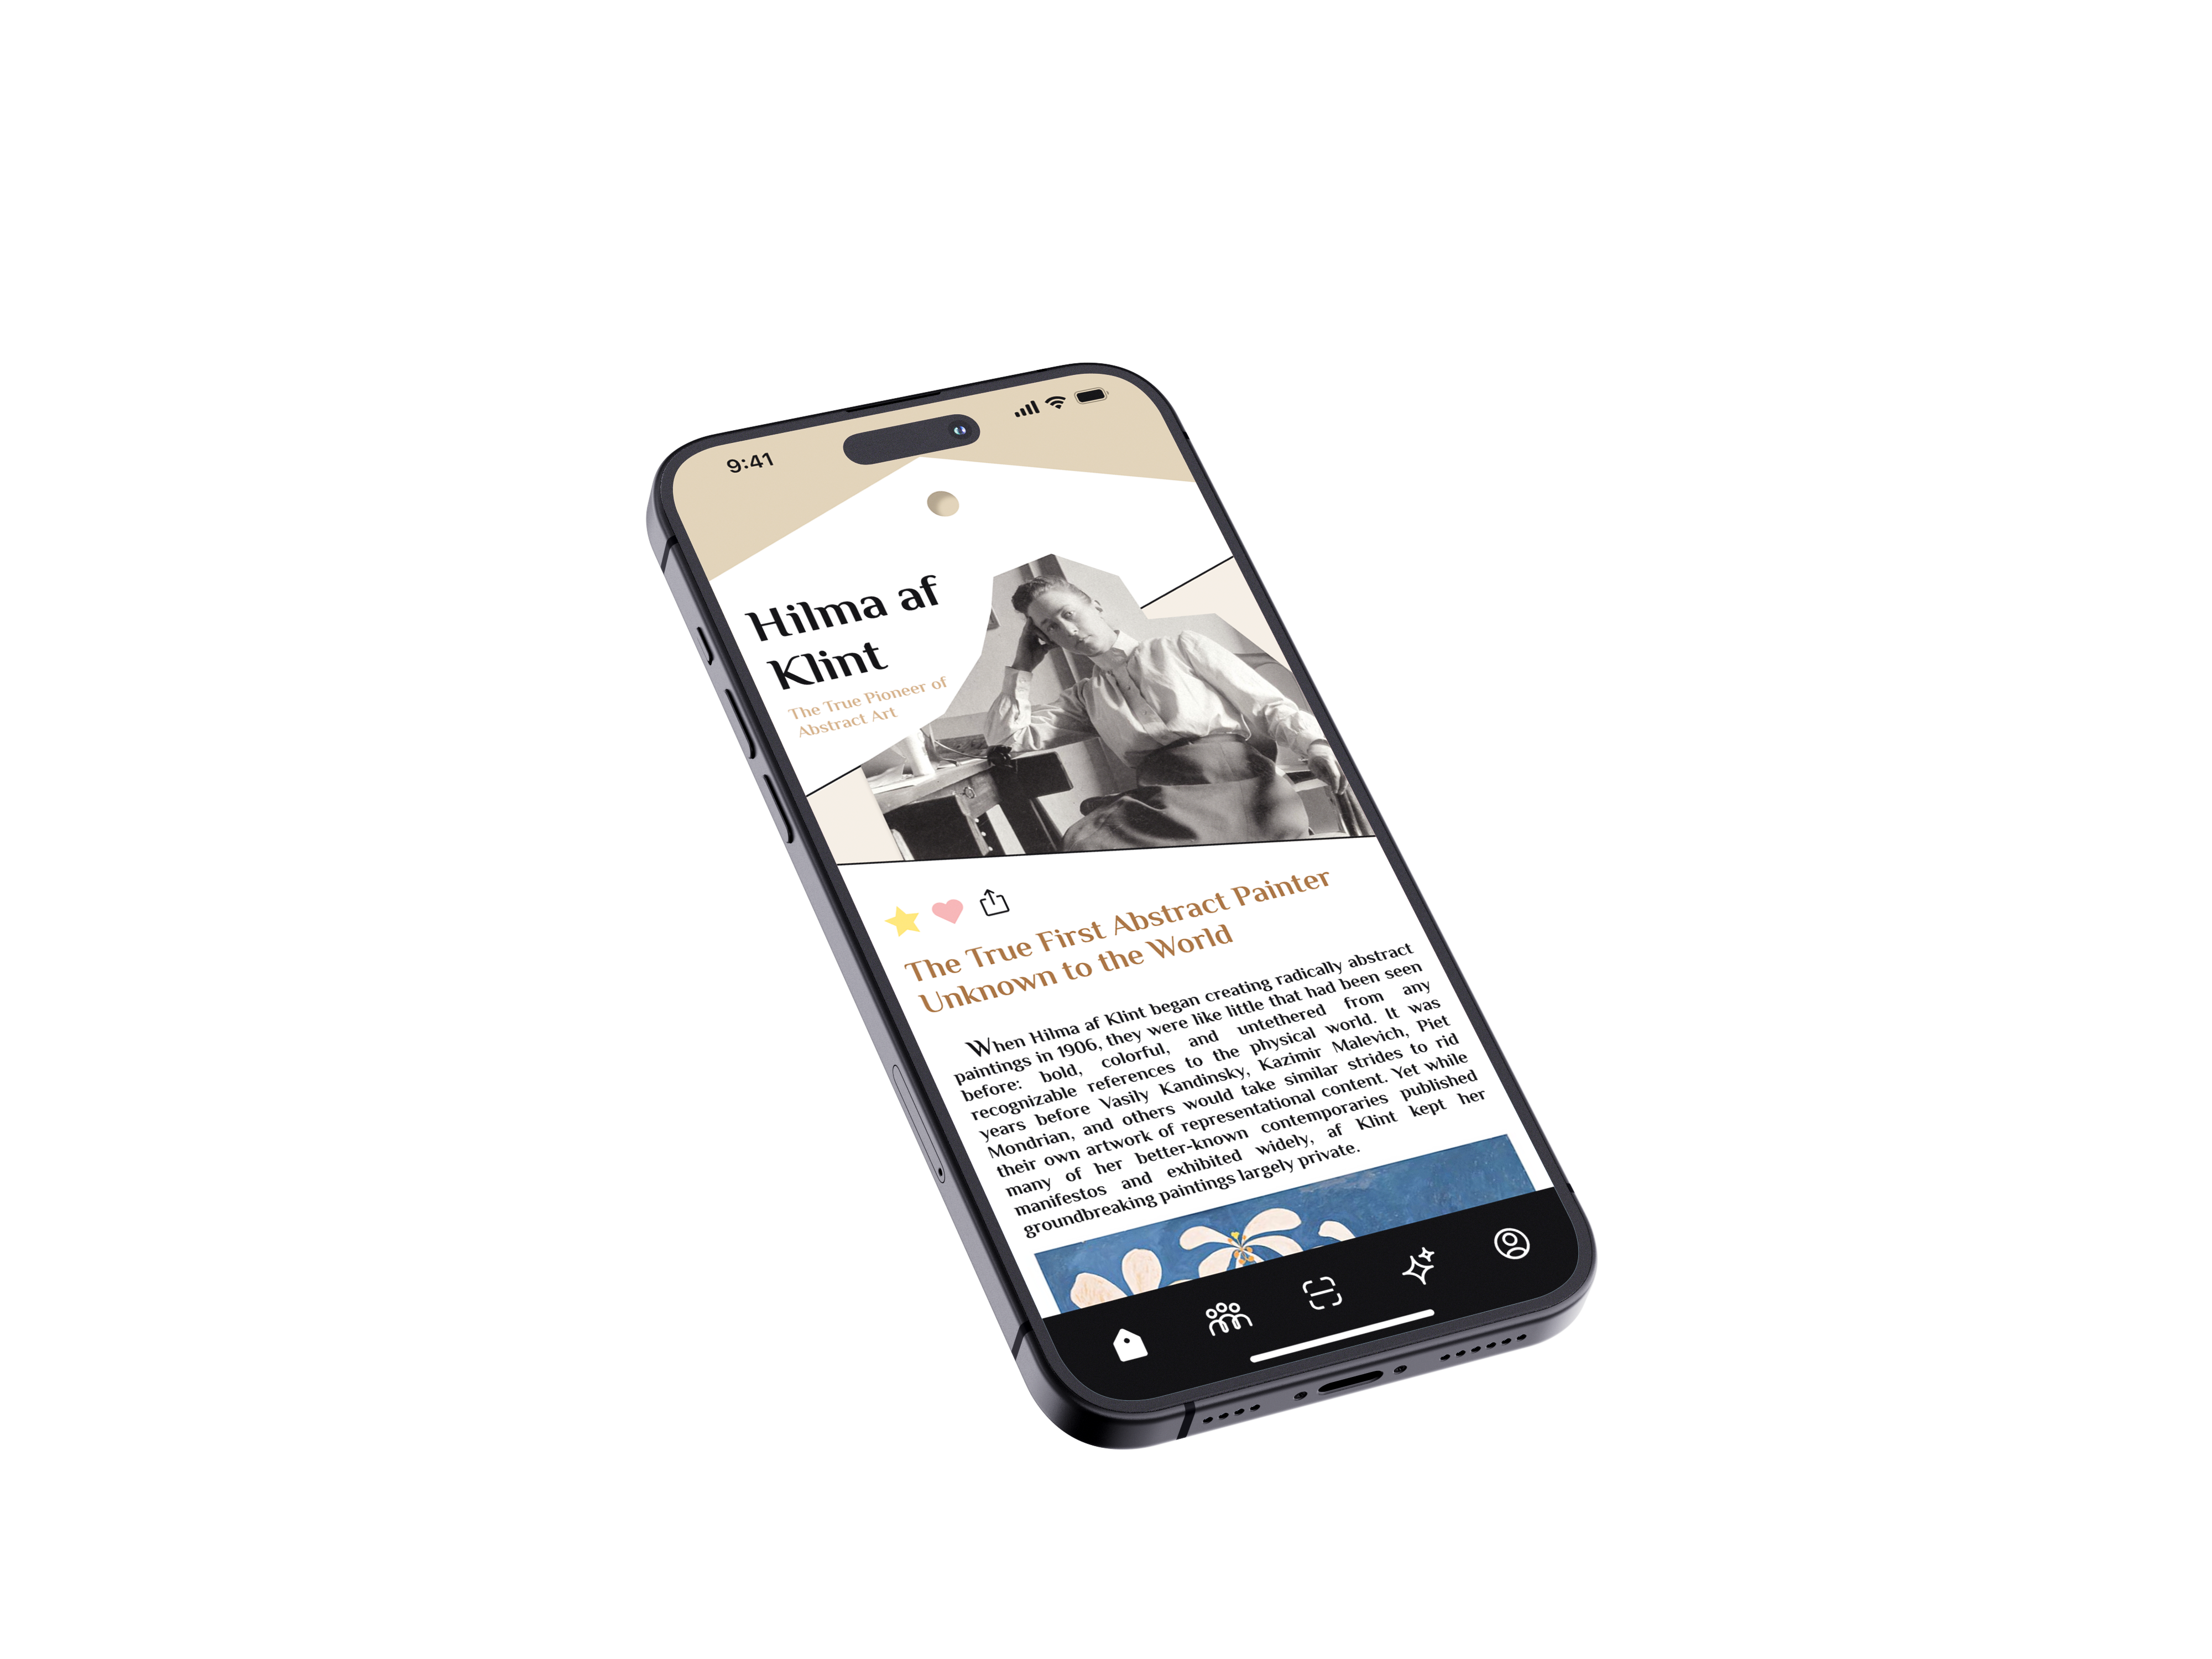 9:41
Hilma af
Klint
The True Pioneer of
Abstract Art
The True First Abstract Painter
Unknown to the World
When Hilma af Klint began creating radically abstract
paintings in 1906, they were like little that had been seen
before: bold, colorful, and untethered from any
recognizable references to the physical world. It was
years before Vasily Kandinsky, Kazimir Malevich, Piet
Mondrian, and others would take similar strides to rid
their own artwork of representational content. Yet while
many of her better-known contemporaries published
manifestos and exhibited widely, af Klint kept her
groundbreaking paintings largely private.